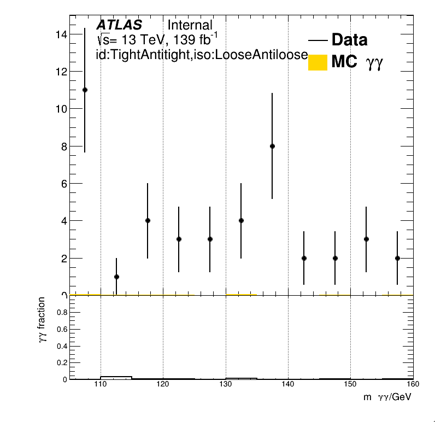 ATLAS Internal
√s= 13 TeV, 139 fb⁻¹
id:TightAntitight,iso:LooseAntiloose
Data
MC γγ
14
12
10
8
6
4
2
0
γγ fraction
0.8
0.6
0.4
0.2
0
110 120 130 140 150 160
m γγ/GeV